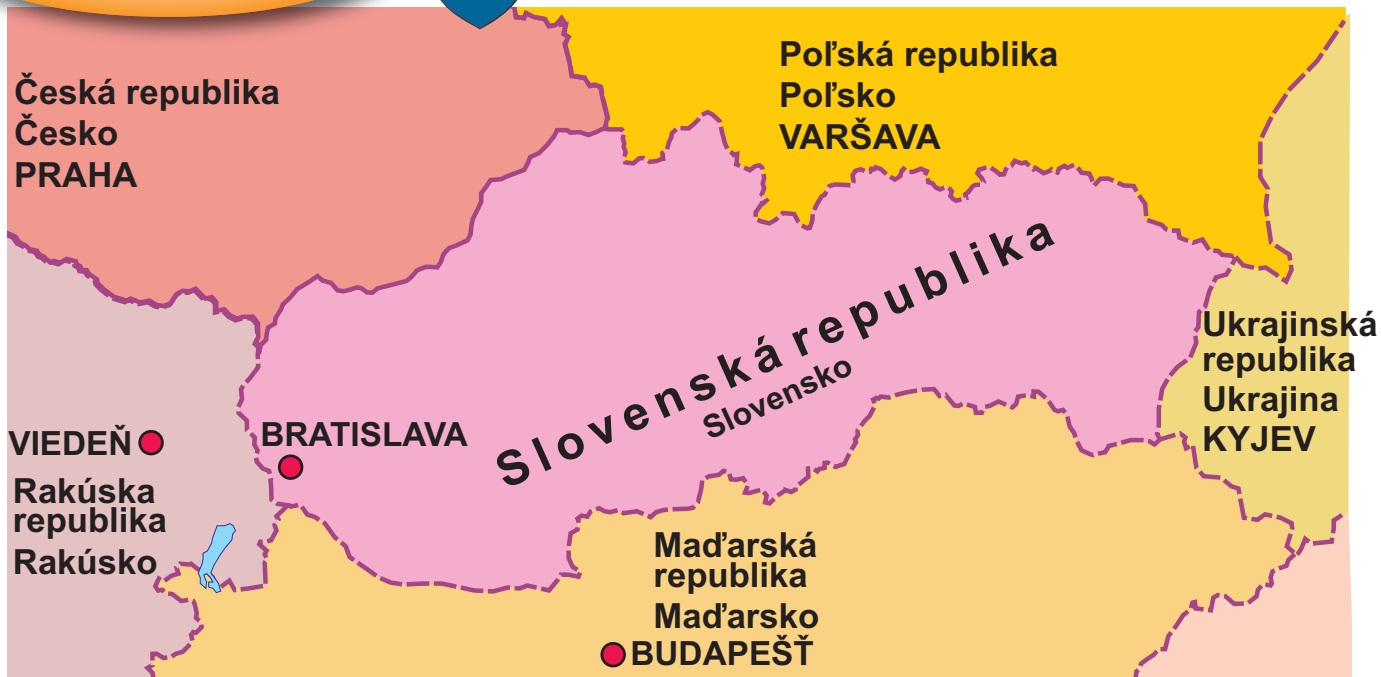 Česká republika
Česko
PRAHA
Poľská republika
Poľsko
VARŠAVA
Slovenská republika
Slovensko
Ukrajinská
republika
Ukrajina
KYJEV
VIEDEŇ
BRATISLAVA
Rakúska
republika
Rakúsko
Maďarská
republika
Maďarsko
BUDAPEŠŤ